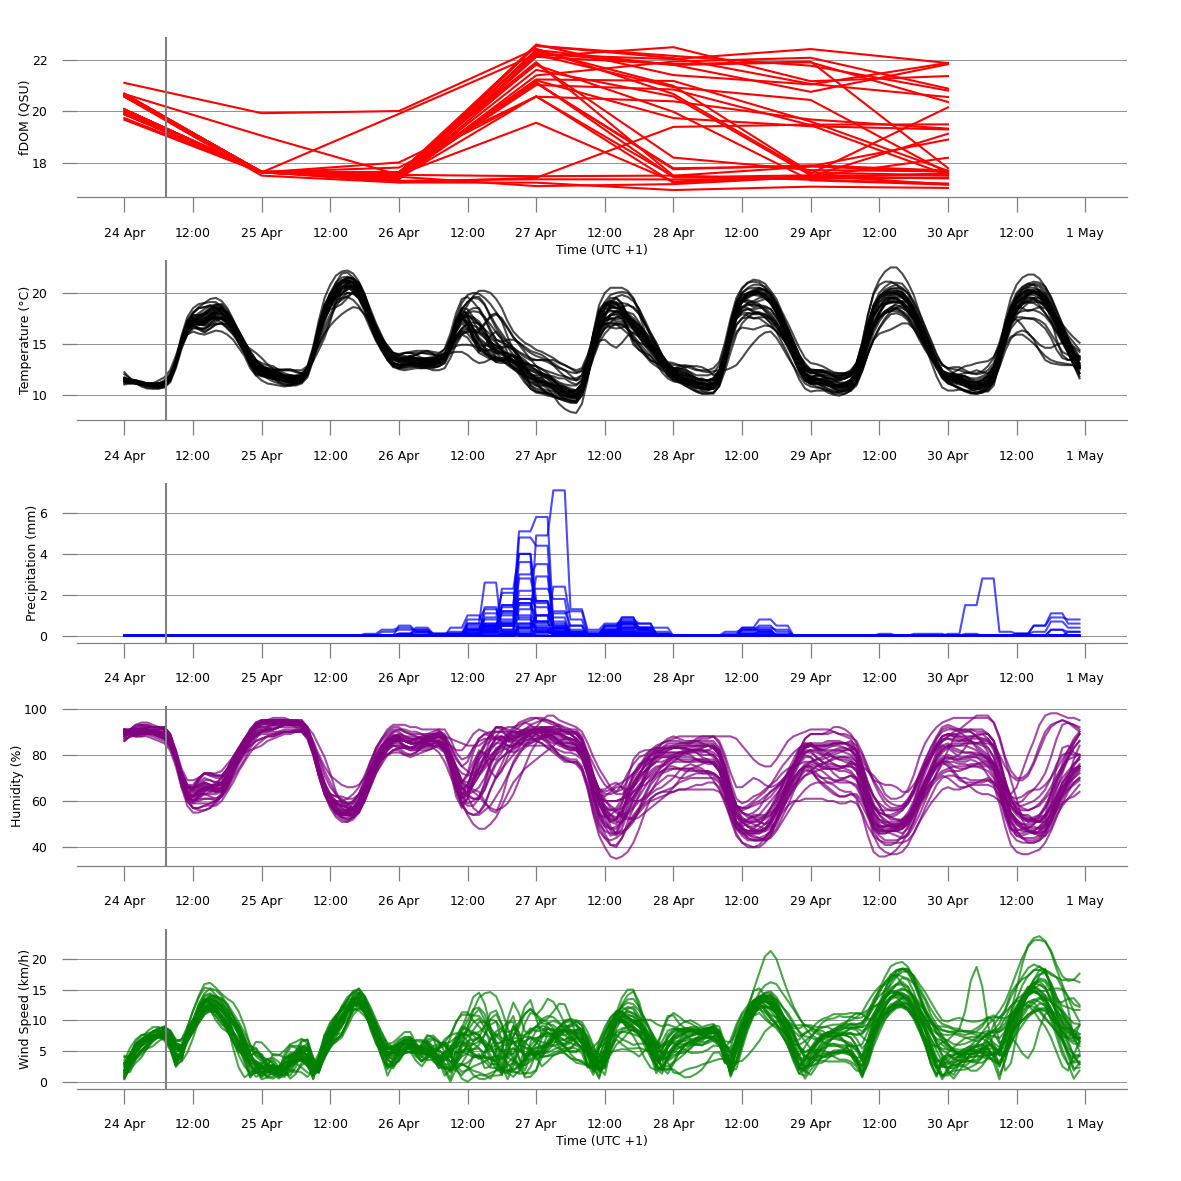 fDOM (QSU)
22
20
18
24 Apr 12:00 25 Apr 12:00 26 Apr 12:00 27 Apr 12:00 28 Apr 12:00 29 Apr 12:00 30 Apr 12:00 1 May
Time (UTC +1)
Temperature (°C)
20
15
10
24 Apr 12:00 25 Apr 12:00 26 Apr 12:00 27 Apr 12:00 28 Apr 12:00 29 Apr 12:00 30 Apr 12:00 1 May
Precipitation (mm)
6
4
2
0
24 Apr 12:00 25 Apr 12:00 26 Apr 12:00 27 Apr 12:00 28 Apr 12:00 29 Apr 12:00 30 Apr 12:00 1 May
Humidity (%)
100
80
60
40
24 Apr 12:00 25 Apr 12:00 26 Apr 12:00 27 Apr 12:00 28 Apr 12:00 29 Apr 12:00 30 Apr 12:00 1 May
Wind Speed (km/h)
20
15
10
5
0
24 Apr 12:00 25 Apr 12:00 26 Apr 12:00 27 Apr 12:00 28 Apr 12:00 29 Apr 12:00 30 Apr 12:00 1 May
Time (UTC +1)